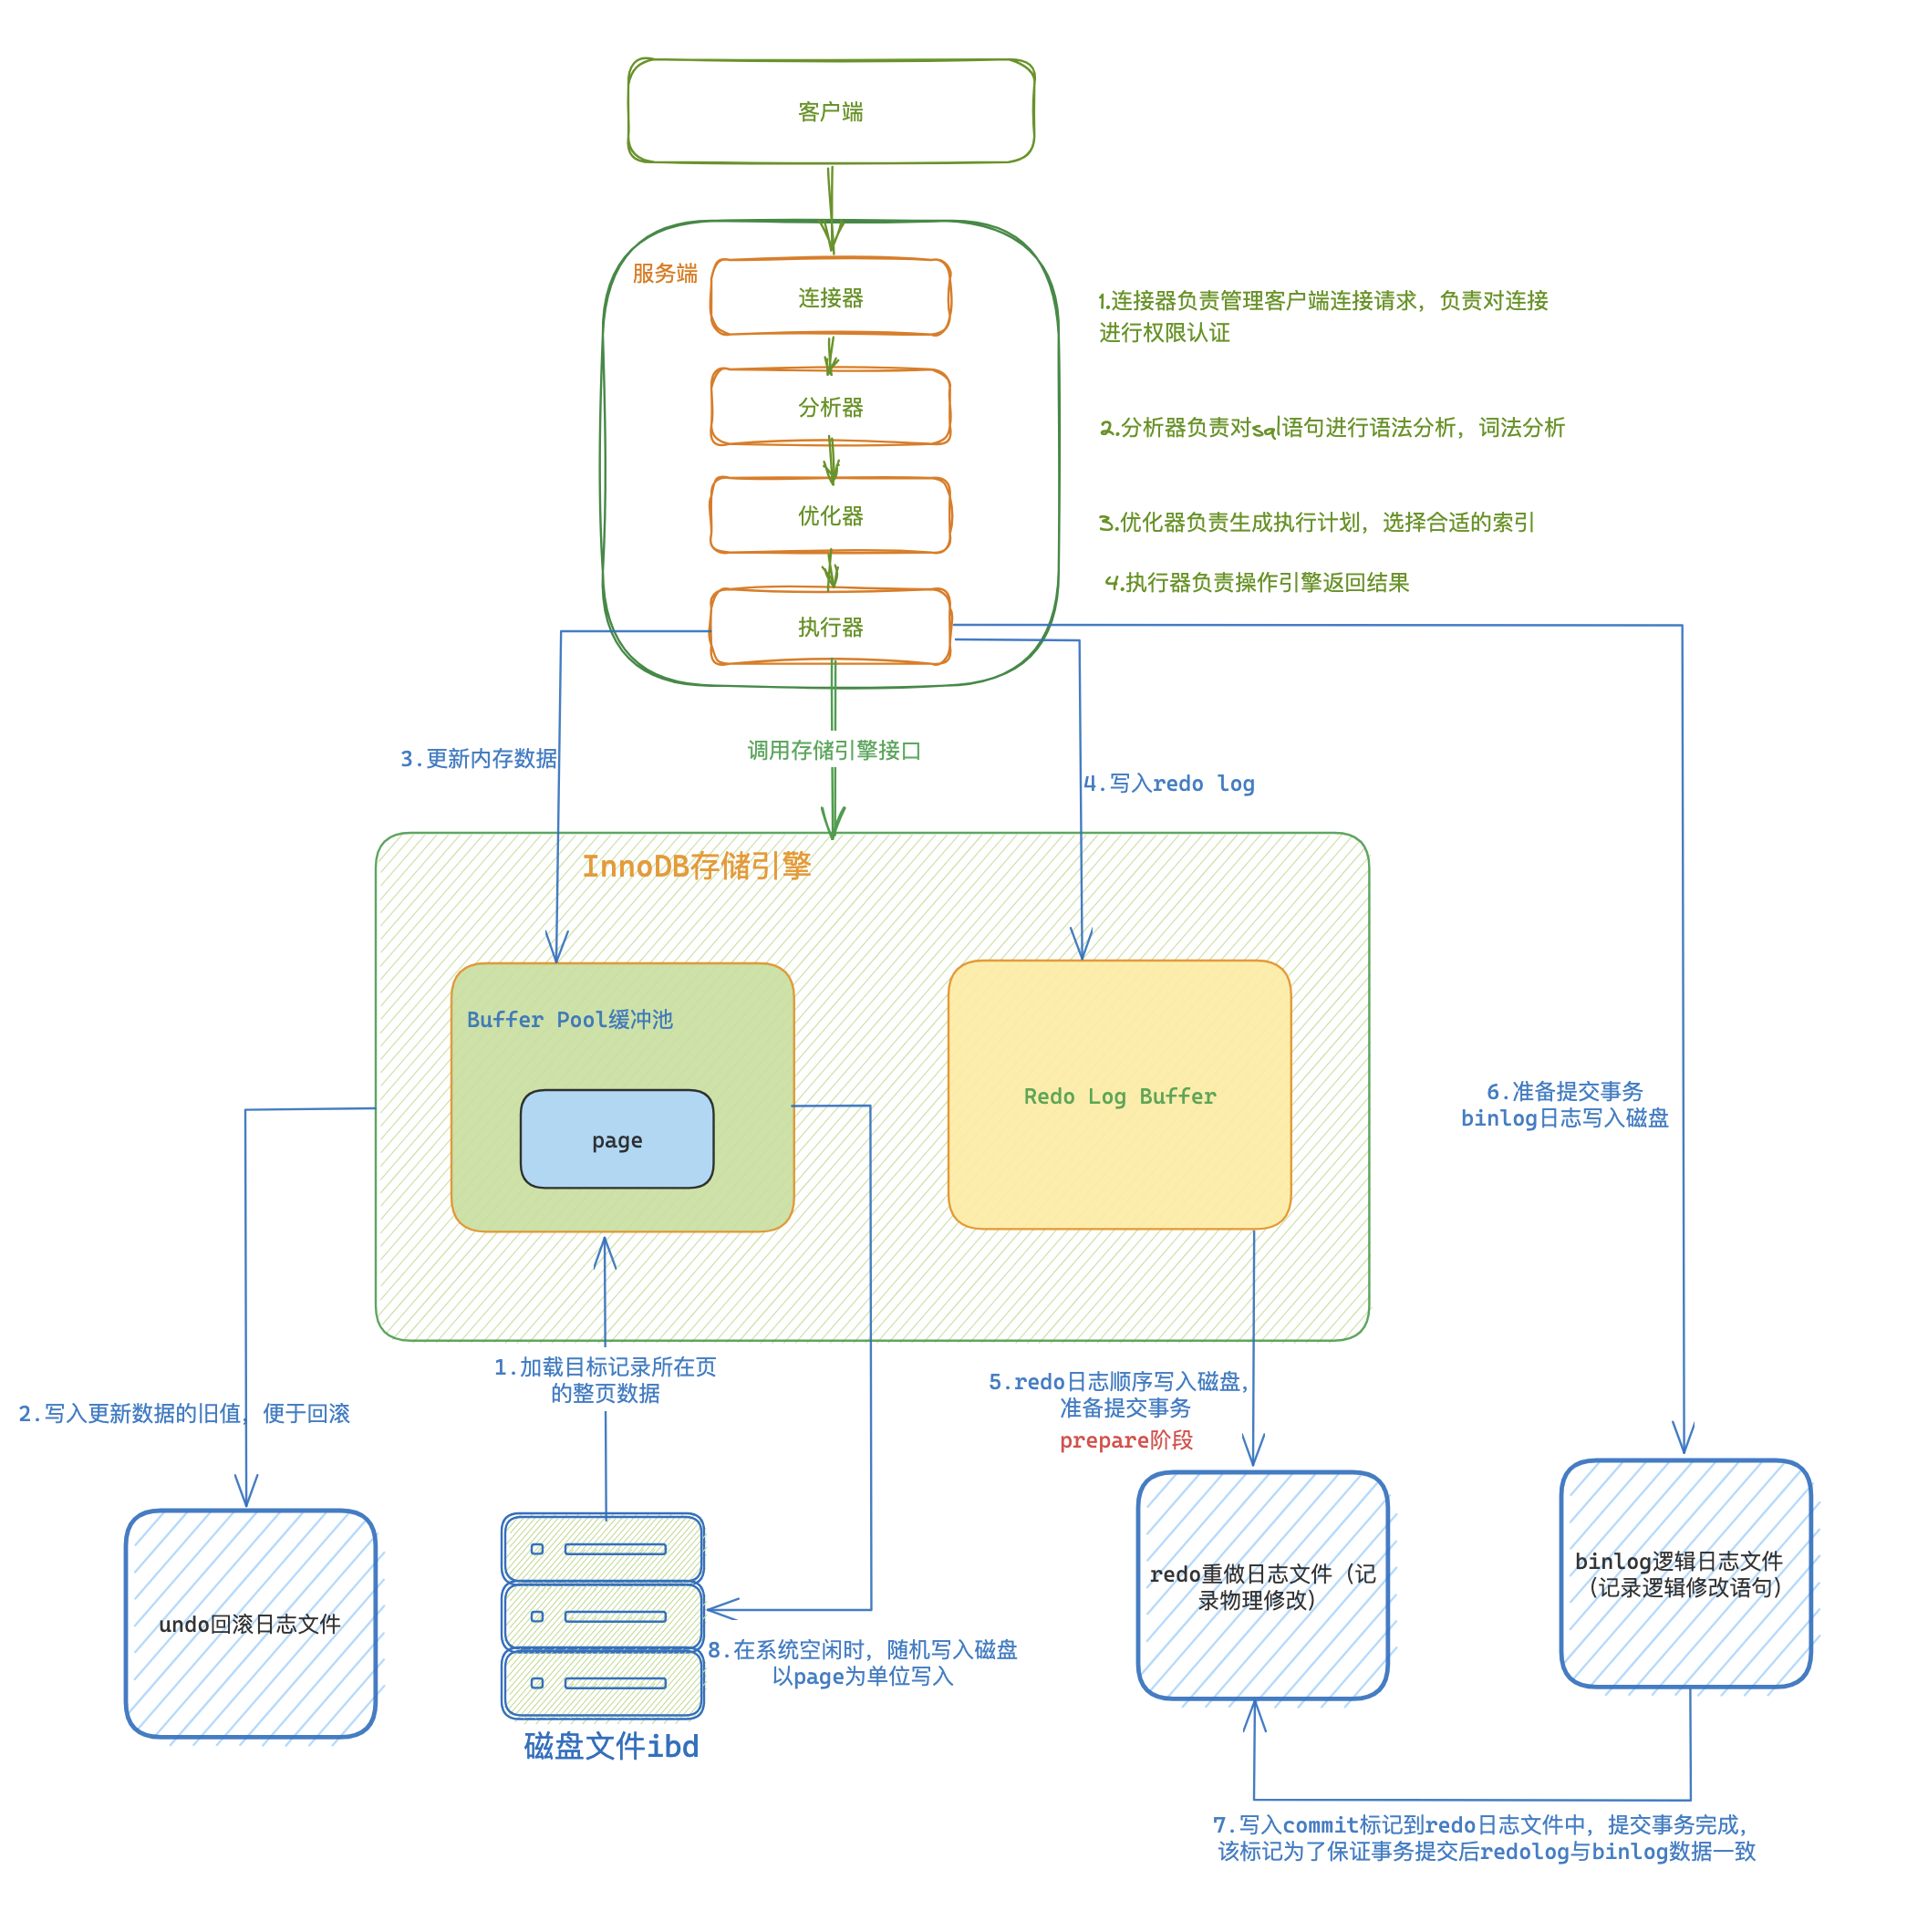 客户端
服务端
连接器
1.连接器负责管理客户端连接请求，负责对连接
进行权限认证
分析器
2.分析器负责对sql语句进行语法分析，词法分析
优化器
3.优化器负责生成执行计划，选择合适的索引
4.执行器负责操作引擎返回结果
执行器
3.更新内存数据
调用存储引擎接口
4.写入redo log
InnoDB存储引擎
Buffer Pool缓冲池
page
Redo Log Buffer
6.准备提交事务
binlog日志写入磁盘
1.加载目标记录所在页
的整页数据
2.写入更新数据的旧值，便于回滚
5.redo日志顺序写入磁盘，
准备提交事务
prepare阶段
undo回滚日志文件
redo重做日志文件（记
录物理修改）
binlog逻辑日志文件
（记录逻辑修改语句）
8.在系统空闲时，随机写入磁盘
以page为单位写入
磁盘文件ibd
7.写入commit标记到redo日志文件中，提交事务完成，
该标记为了保证事务提交后redolog与binlog数据一致